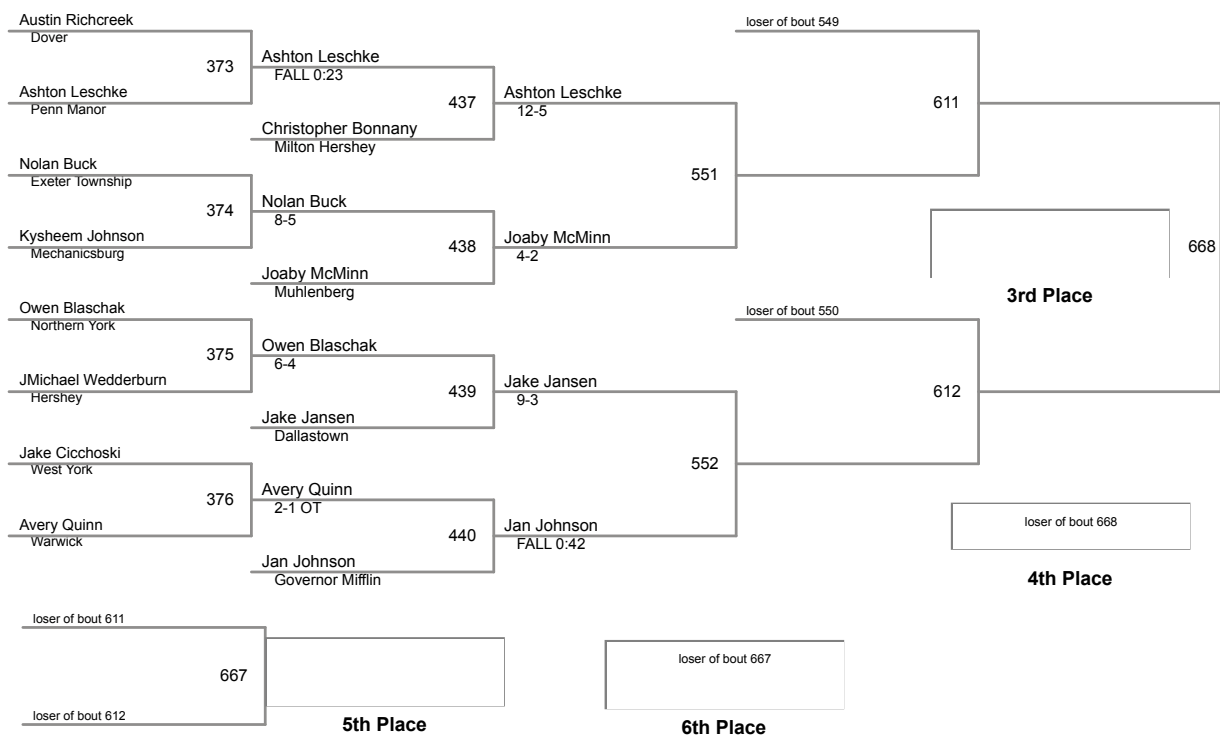 Austin Richcreek
Dover
373
Ashton Leschke
Penn Manor
Nolan Buck
Exeter Township
374
Kysheem Johnson
Mechanicsburg
Owen Blaschak
Northern York
375
JMichael Wedderburn
Hershey
Jake Cicchoski
West York
376
Avery Quinn
Warwick
Ashton Leschke
FALL 0:23
437
Christopher Bonnany
Milton Hershey
Nolan Buck
8-5
438
Joaby McMinn
Muhlenberg
Owen Blaschak
6-4
439
Jake Jansen
Dallastown
Avery Quinn
2-1 OT
440
Jan Johnson
Governor Mifflin
Ashton Leschke
12-5
551
Joaby McMinn
4-2
Jake Jansen
9-3
552
Jan Johnson
FALL 0:42
loser of bout 549
611
loser of bout 550
612
668
3rd Place
loser of bout 668
4th Place
loser of bout 611
667
loser of bout 612
5th Place
loser of bout 667
6th Place